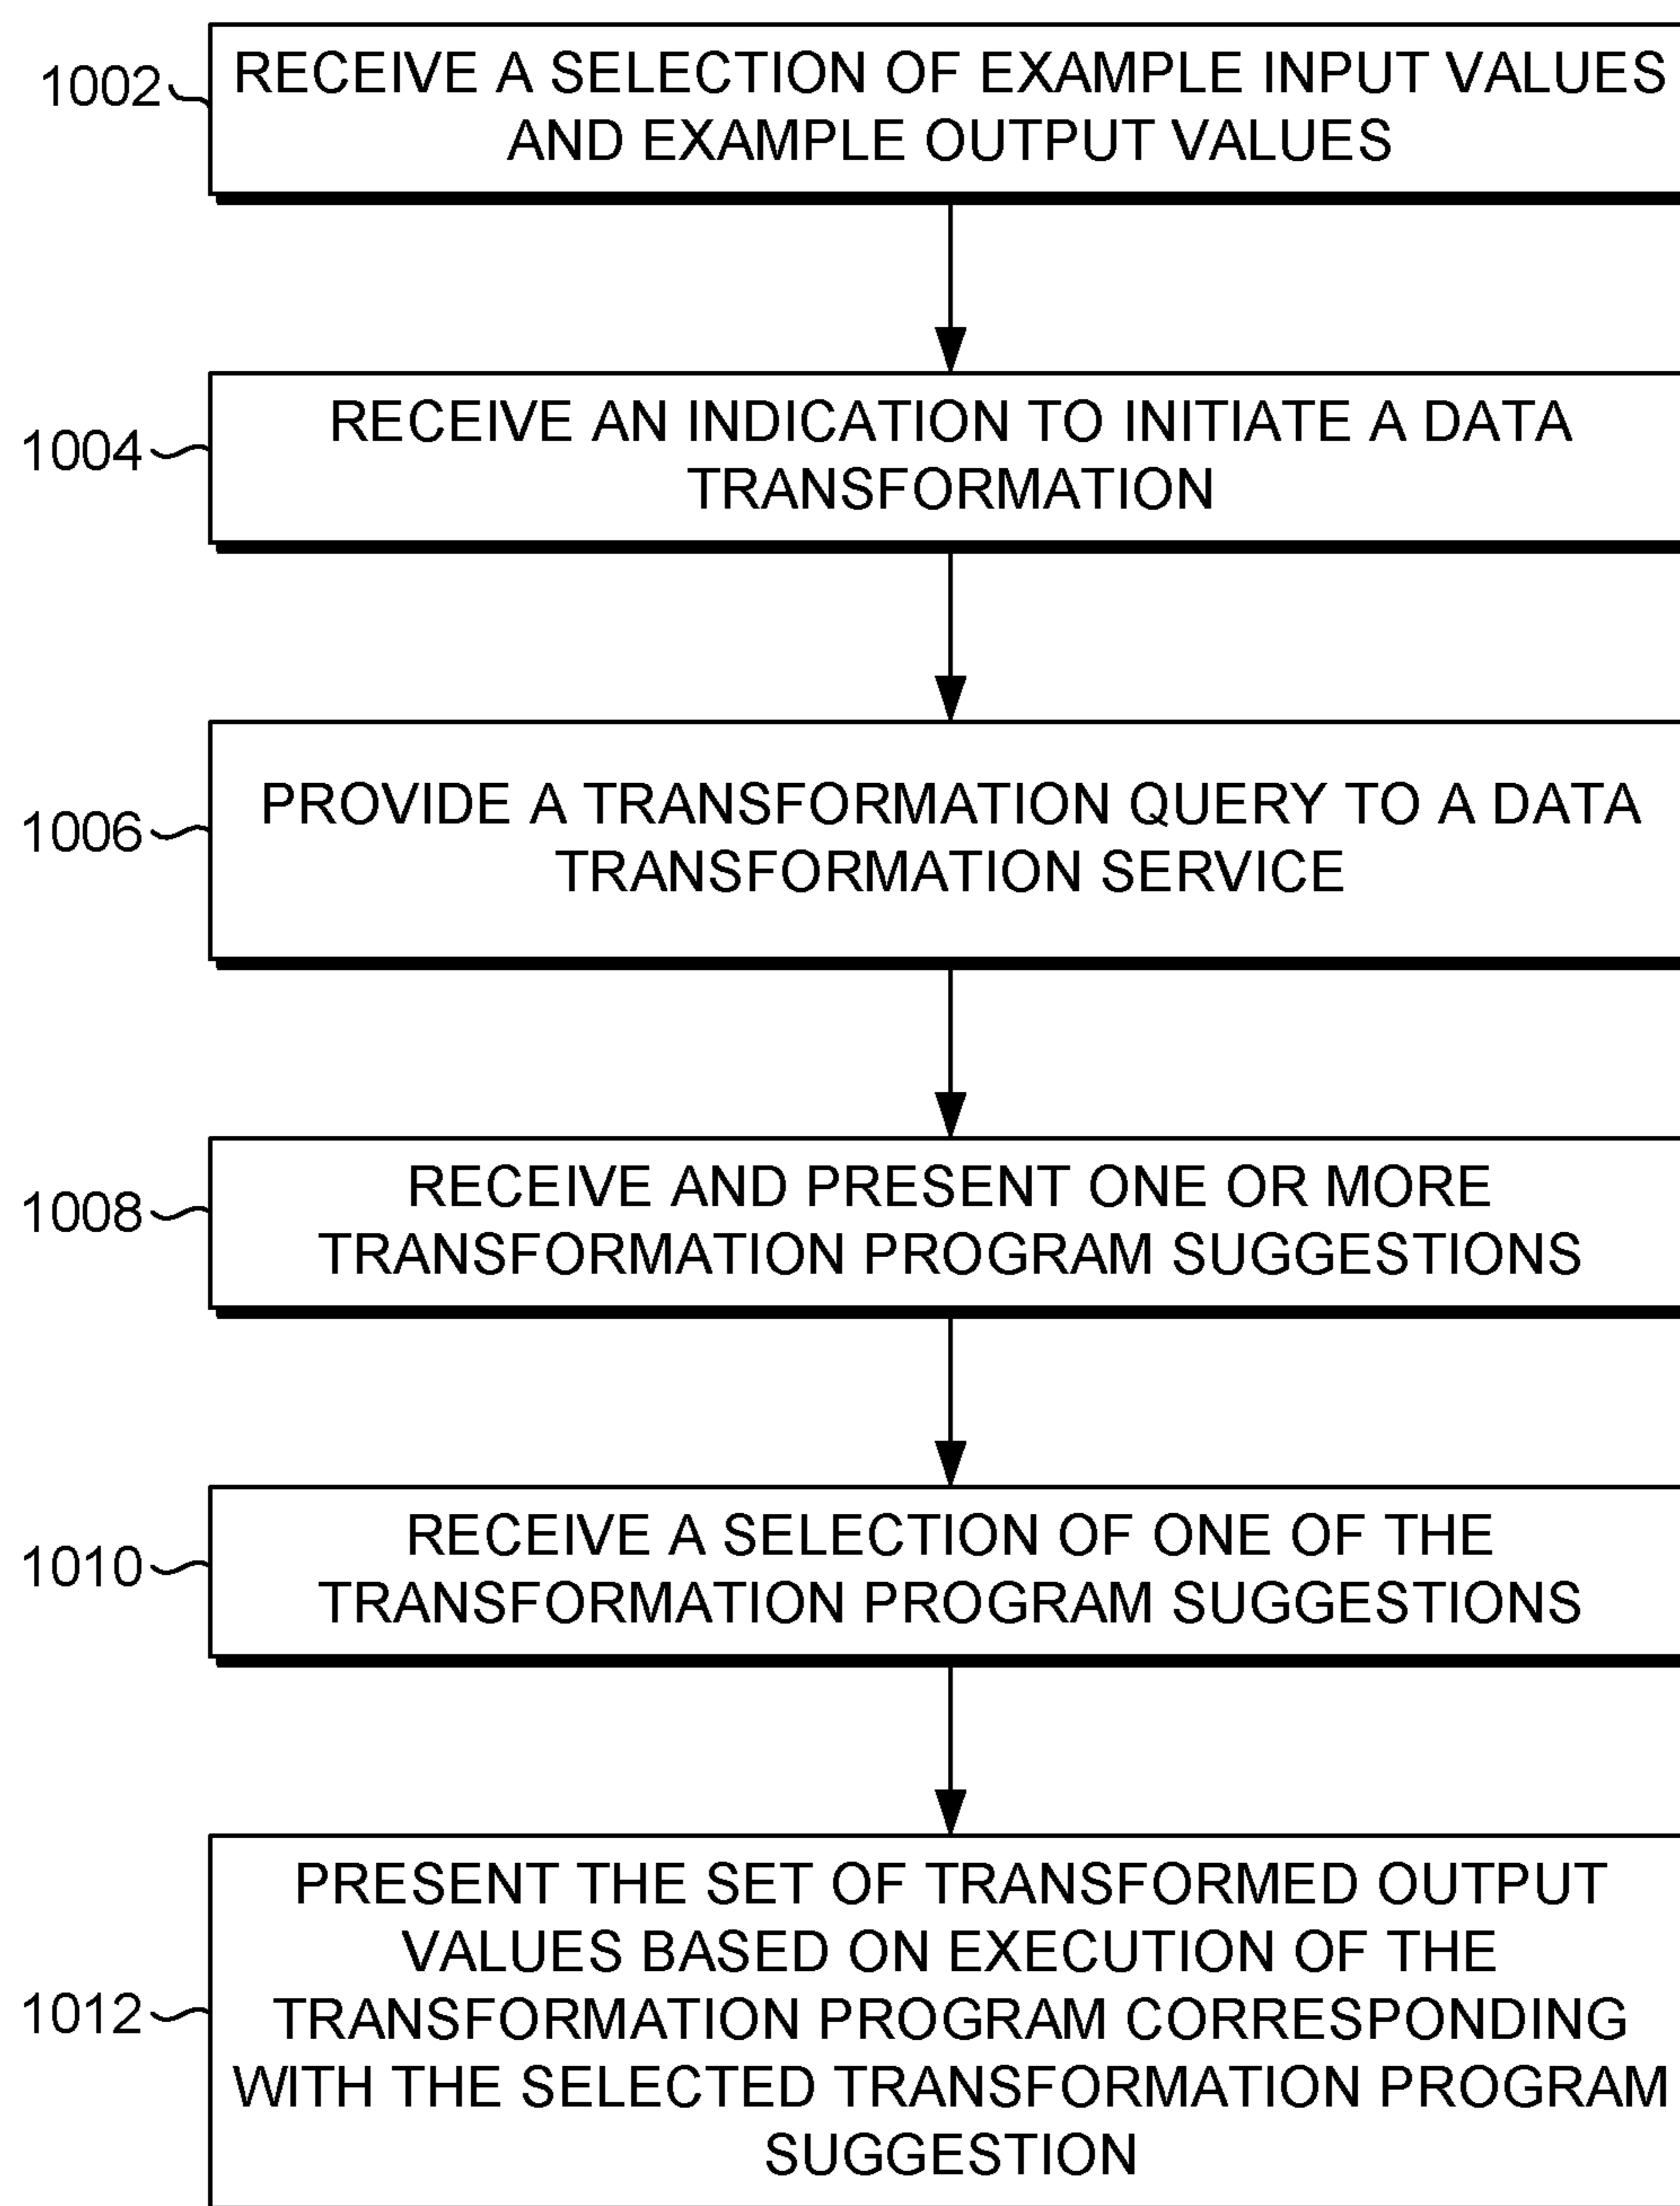 1002
RECEIVE A SELECTION OF EXAMPLE INPUT VALUES
AND EXAMPLE OUTPUT VALUES
1004
RECEIVE AN INDICATION TO INITIATE A DATA
TRANSFORMATION
1006
PROVIDE A TRANSFORMATION QUERY TO A DATA
TRANSFORMATION SERVICE
1008
RECEIVE AND PRESENT ONE OR MORE
TRANSFORMATION PROGRAM SUGGESTIONS
1010
RECEIVE A SELECTION OF ONE OF THE
TRANSFORMATION PROGRAM SUGGESTIONS
1012
PRESENT THE SET OF TRANSFORMED OUTPUT
VALUES BASED ON EXECUTION OF THE
TRANSFORMATION PROGRAM CORRESPONDING
WITH THE SELECTED TRANSFORMATION PROGRAM
SUGGESTION